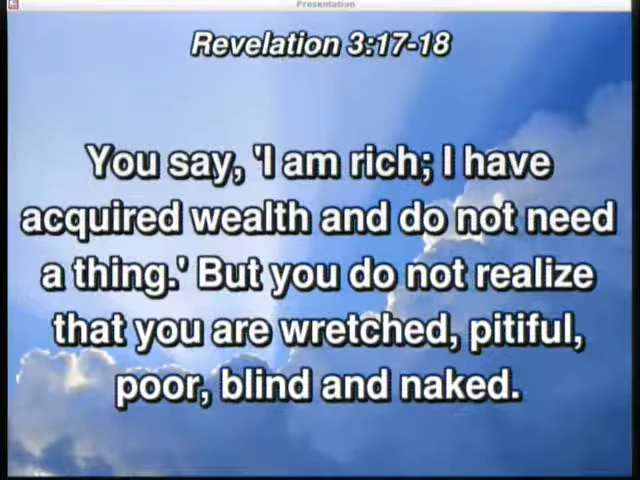 Presentation
Revelation 3:17-18
You say, 'I am rich; I have
acquired wealth and do not need
a thing.' But you do not realize
that you are wretched, pitiful,
poor, blind and naked.